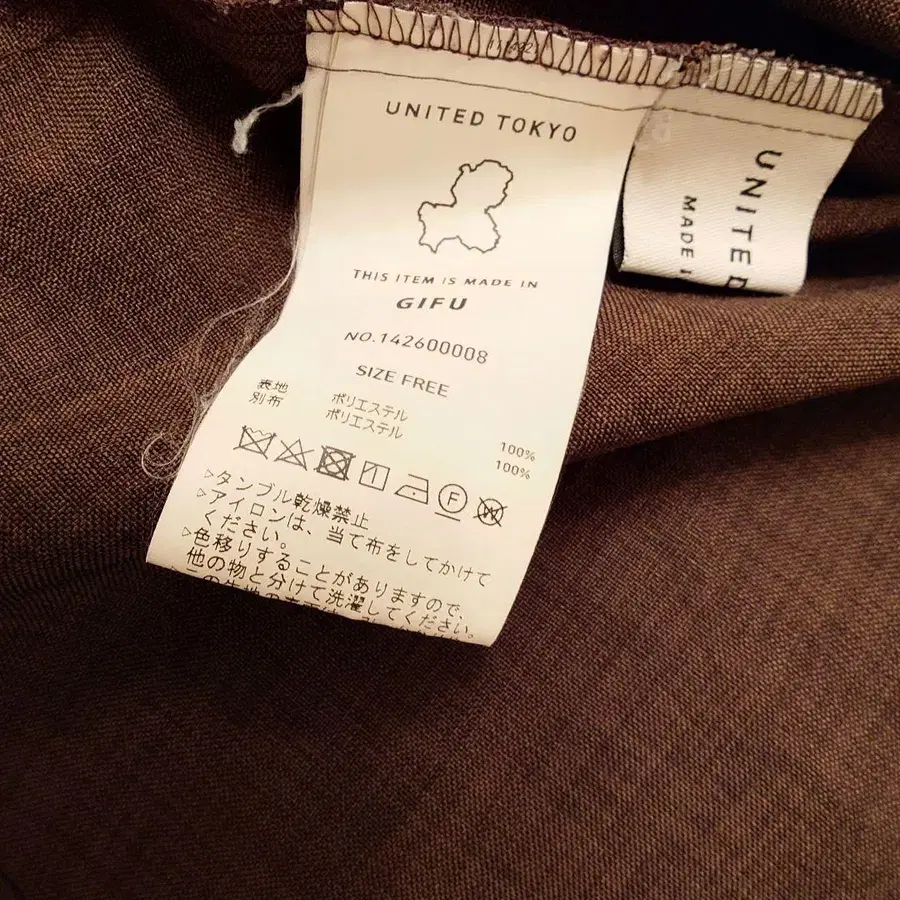 UNITED TOKYO
THIS ITEM IS MADE IN
GIFU
NO.142600008
SIZE FREE
表地 ポリエステル 100%
別布 ポリエステル 100%
F
W
▷タンブル乾燥禁止
▷アイロンは、当て布をしてかけて
ください。
▷色移りすることがありますので、
他の物と分けて洗濯してください。
UNITED
MADE I